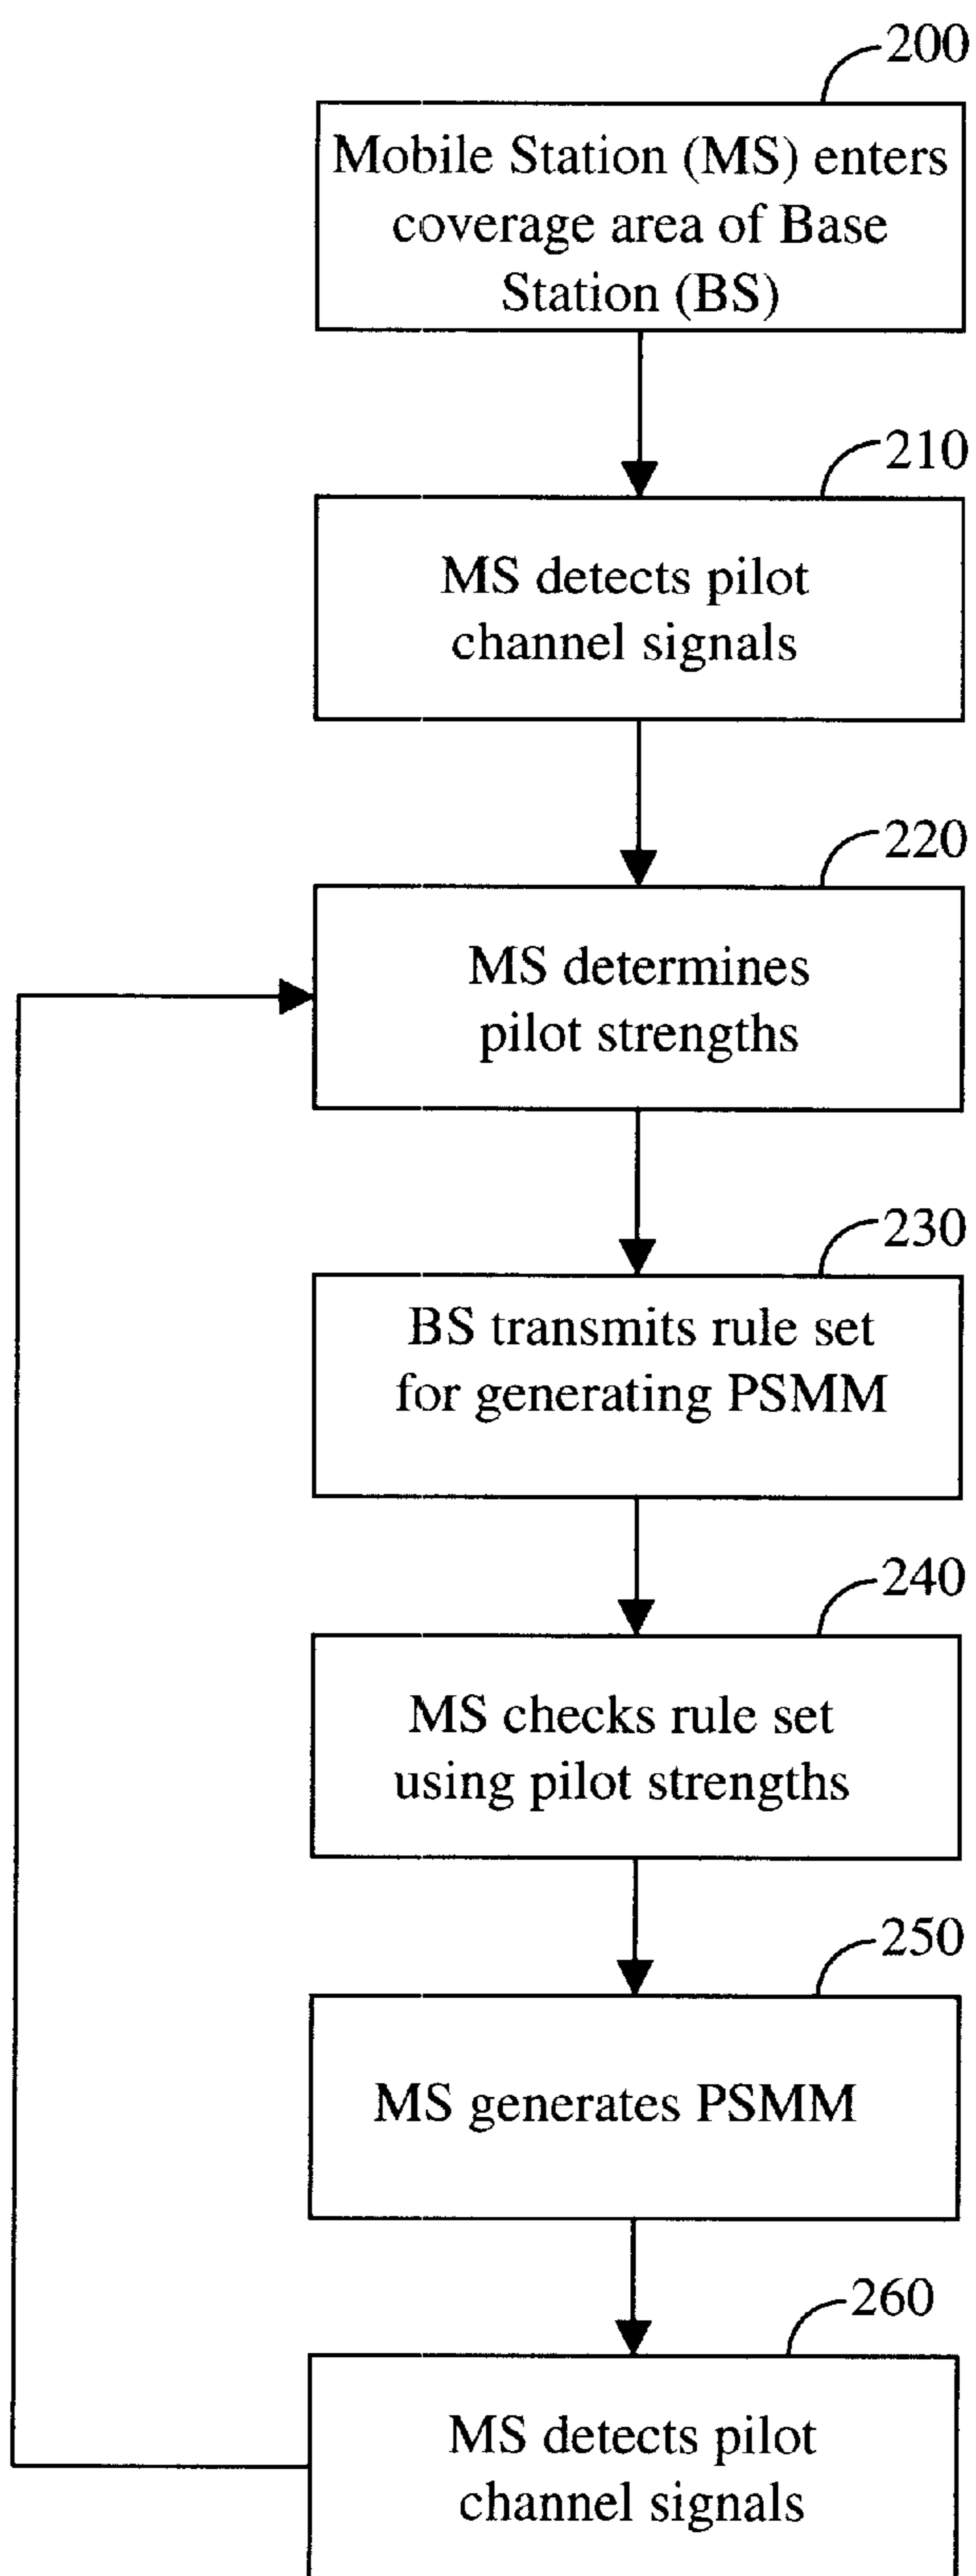 200
Mobile Station (MS) enters
coverage area of Base
Station (BS)
210
MS detects pilot
channel signals
220
MS determines
pilot strengths
230
BS transmits rule set
for generating PSMM
240
MS checks rule set
using pilot strengths
250
MS generates PSMM
260
MS detects pilot
channel signals